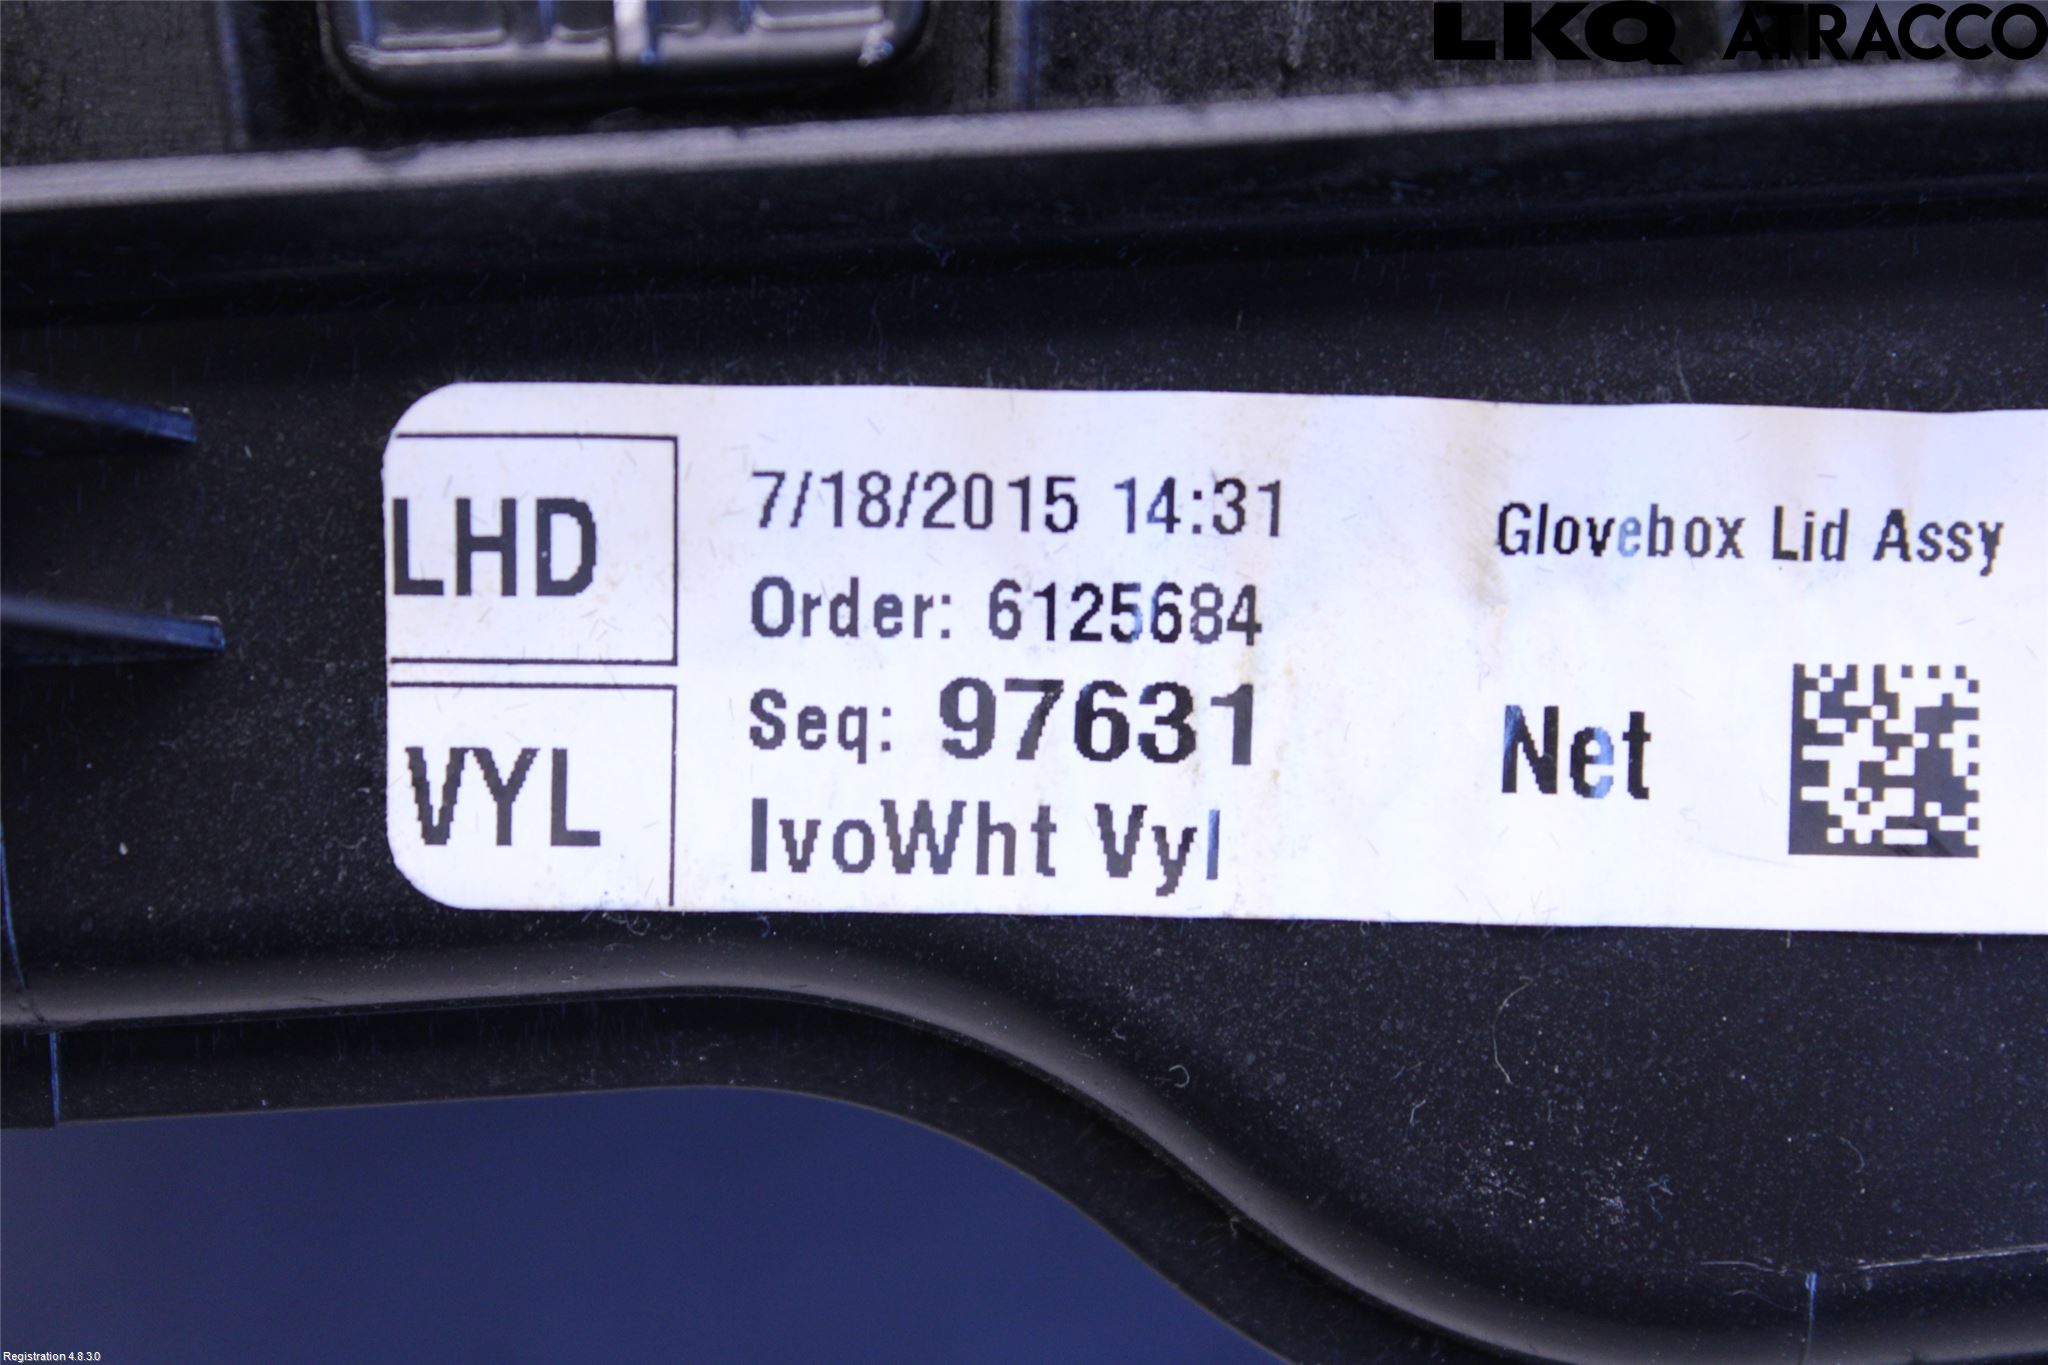 LKQ ATRACCO
LHD
VYL
7/18/2015 14:31
Order: 6125684
Seq: 97631
IvoWht Vyl
Glovebox Lid Assy
Net
Registration 4.8.3.0